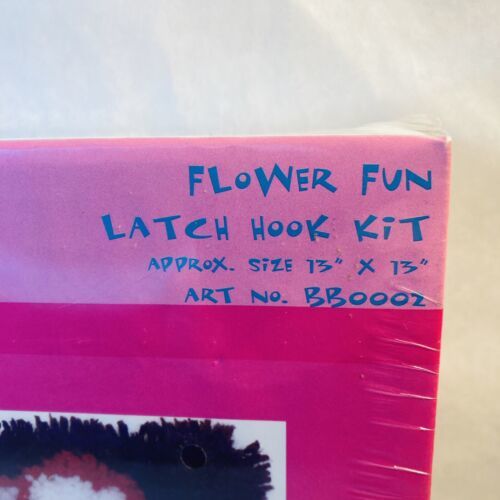 FLOWER FUN
LATCH HOOK KIT
APPROX. SIZE 13" X 13"
ART NO. BB0002